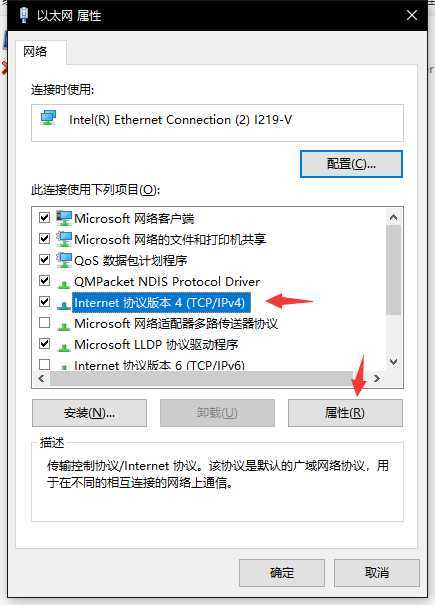 以太网 属性
网络
连接时使用:
Intel(R) Ethernet Connection (2) I219-V
配置(C)...
此连接使用下列项目(O):
Microsoft 网络客户端
Microsoft 网络的文件和打印机共享
QoS 数据包计划程序
QMPacket NDIS Protocol Driver
Internet 协议版本 4 (TCP/IPv4)
Microsoft 网络适配器多路传送器协议
Microsoft LLDP 协议驱动程序
Internet 协议版本 6 (TCP/IPv6)
安装(N)...
卸载(U)
属性(R)
描述
传输控制协议/Internet 协议。该协议是默认的广域网络协议，用
于在不同的相互连接的网络上通信。
确定
取消